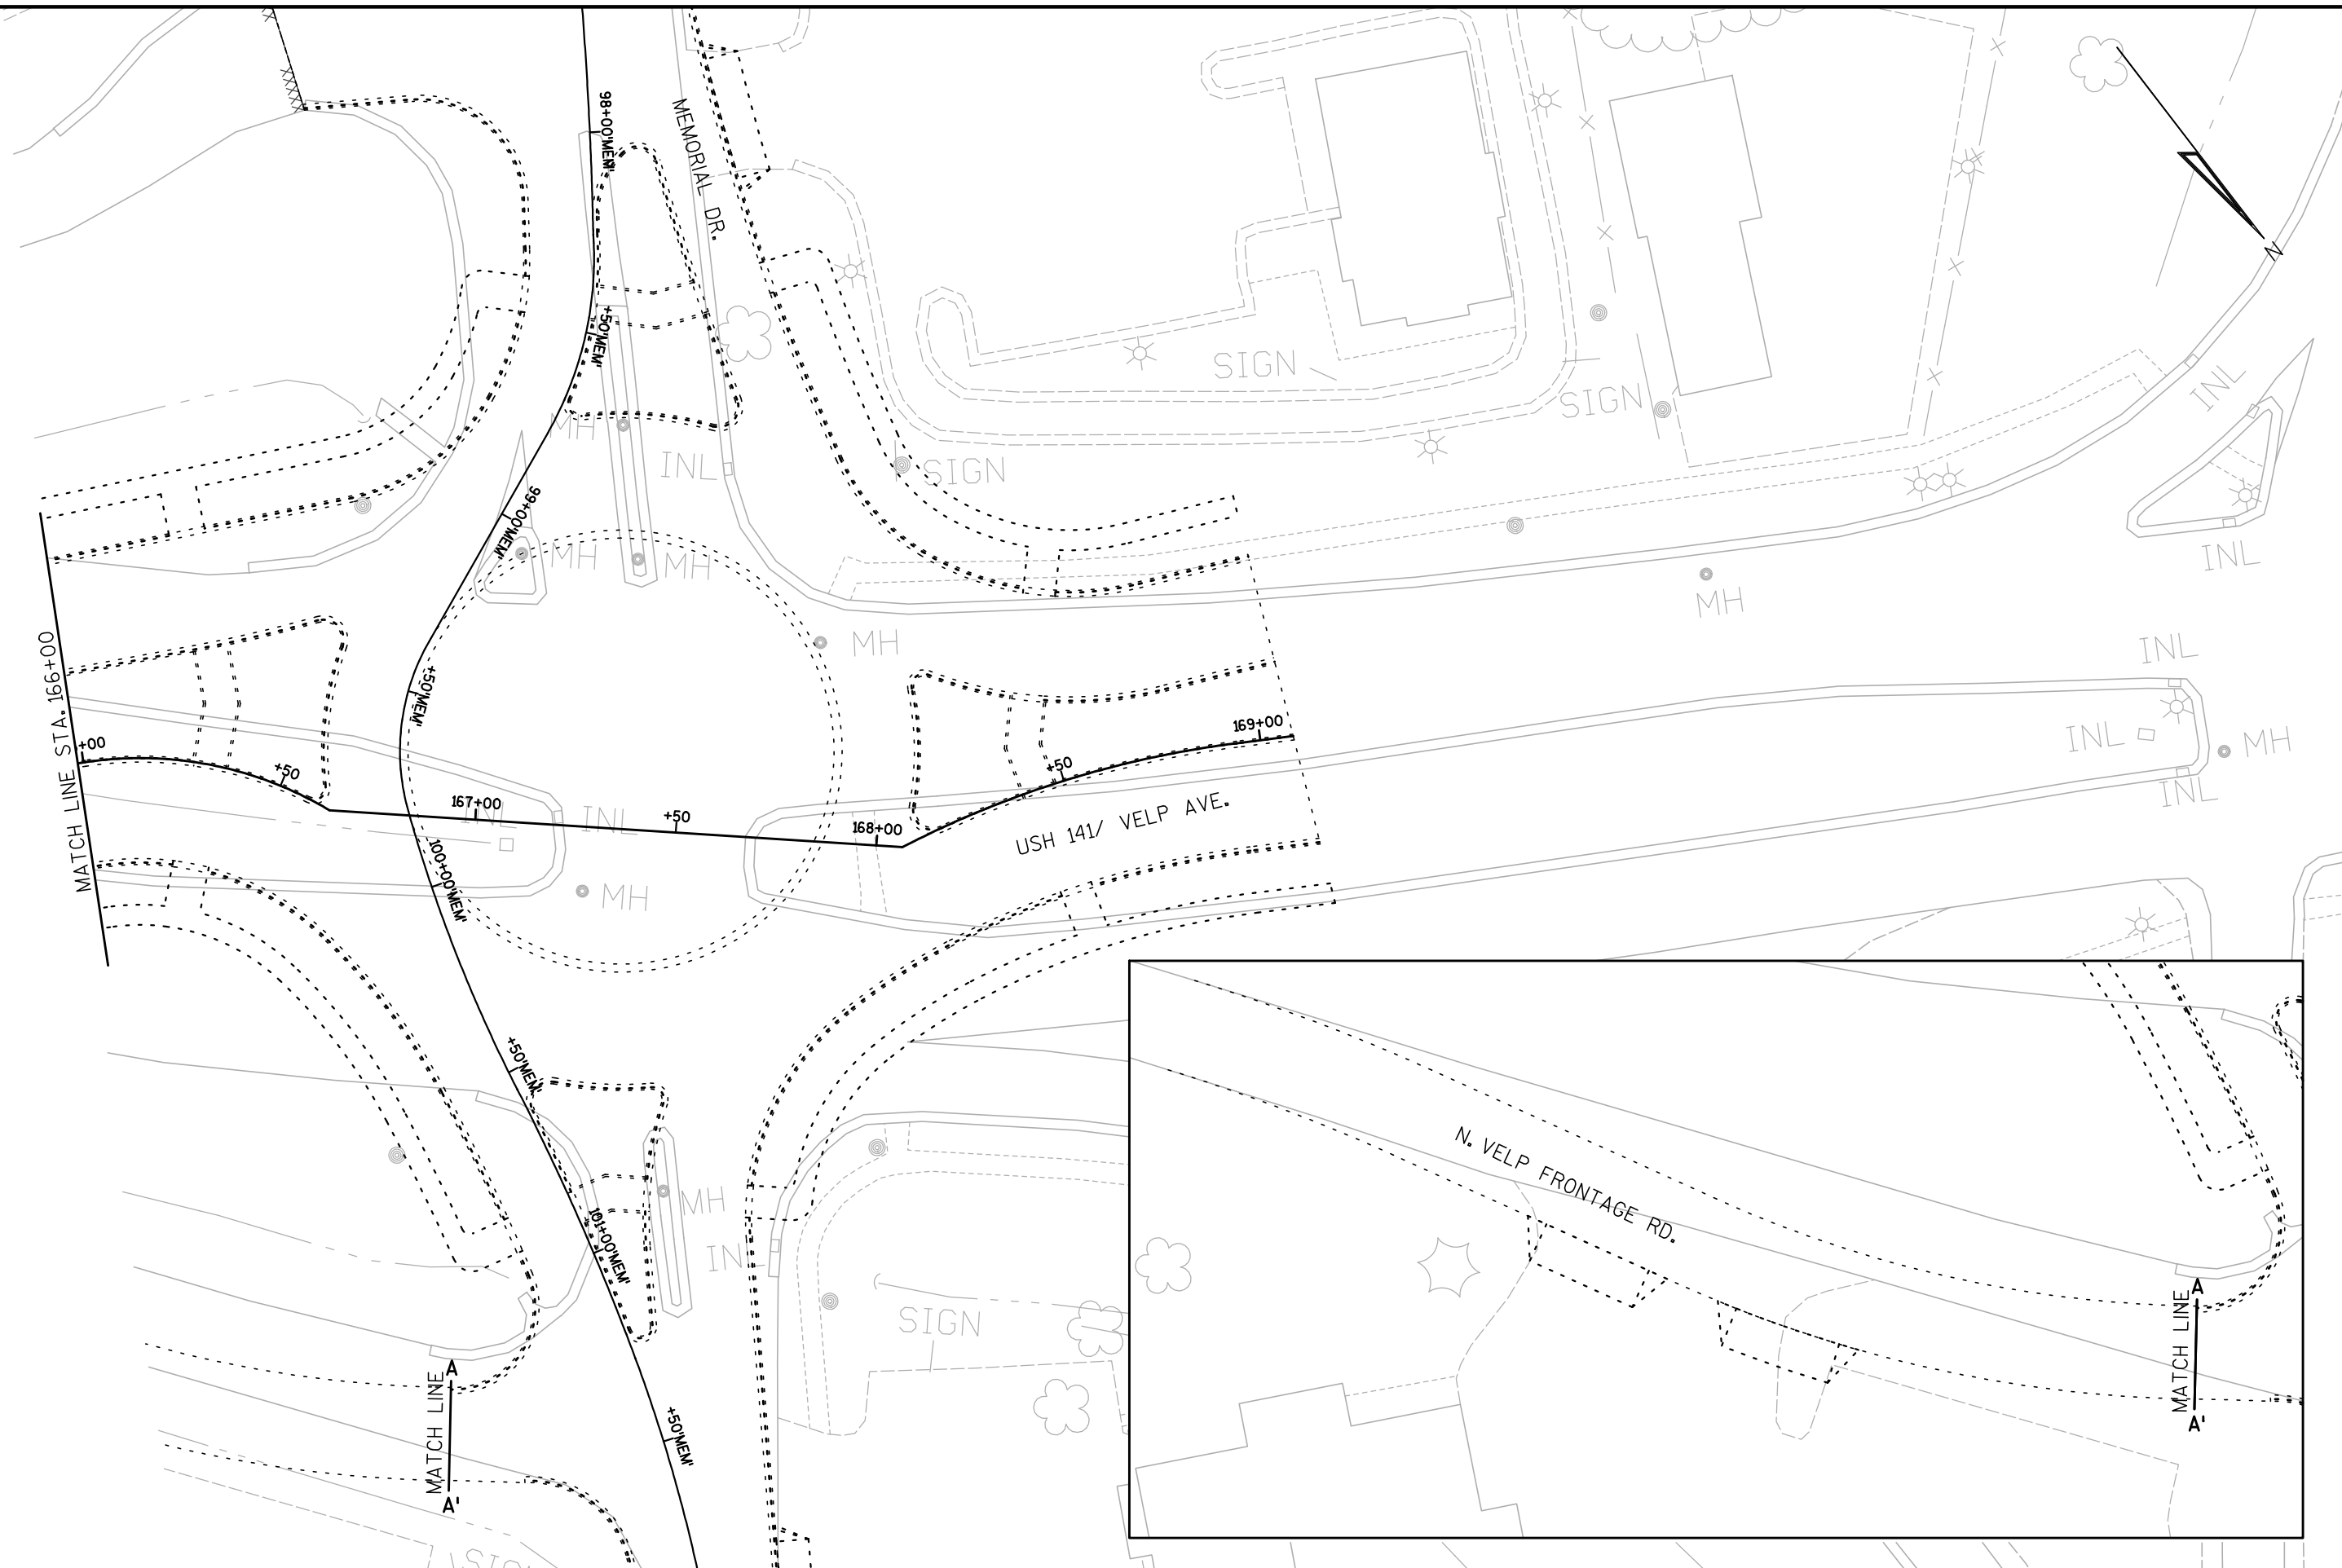 98+00'MEM'
MEMORIAL DR.
N
+50'MEM'
SIGN
SIGN
INL
MH
INL
SIGN
99+00'MEM'
MH
MH
INL
MH
MH
INL
MATCH LINE STA. 166+00
+50'MEM'
+00
+50
169+00
INL
MH
+50
INL
167+00
INL
INL
+50
168+00
USH 141/ VELP AVE.
100+00'MEM'
MH
+50'MEM'
N. VELP FRONTAGE RD.
MH
101+00'MEM'
INL
SIGN
A
MATCH LINE
A'
A
MATCH LINE
A'
+50'MEM'
SIGN